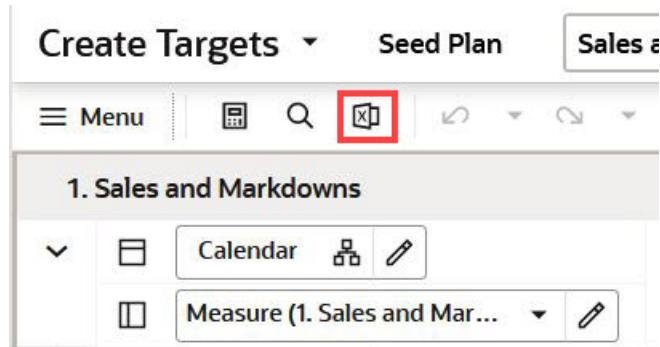 Create Targets Seed Plan Sales a
Menu
1. Sales and Markdowns
Calendar
Measure (1. Sales and Mar...